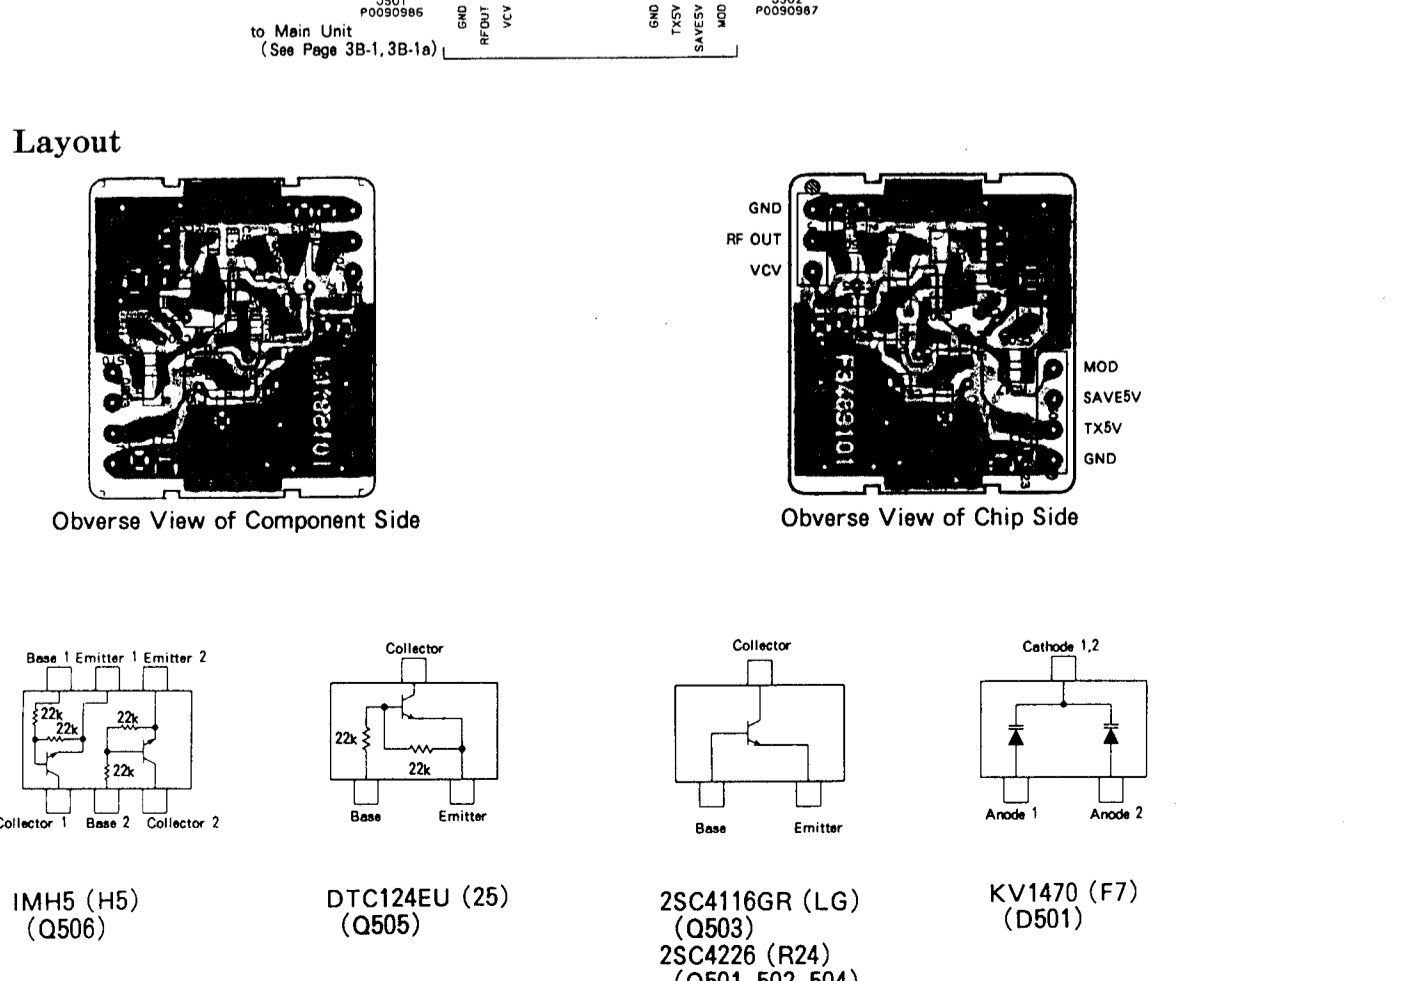 P0090986
P0090987
GND
RFOUT
VCV
GND
TX5V
SAVE5V
MOD
to Main Unit
(See Page 3B-1, 3B-1a)
Layout
GND
RF OUT
VCV
MOD
SAVE5V
TX5V
GND
F3489101
Obverse View of Component Side
Obverse View of Chip Side
Base 1 Emitter 1 Emitter 2
22k
22k
22k
22k
Collector 1 Base 2 Collector 2
Collector
22k
22k
Base Emitter
Collector
Base Emitter
Cathode 1,2
Anode 1 Anode 2
IMH5 (H5)
(Q506)
DTC124EU (25)
(Q505)
2SC4116GR (LG)
(Q503)
2SC4226 (R24)
(Q501, 502, 504)
KV1470 (F7)
(D501)